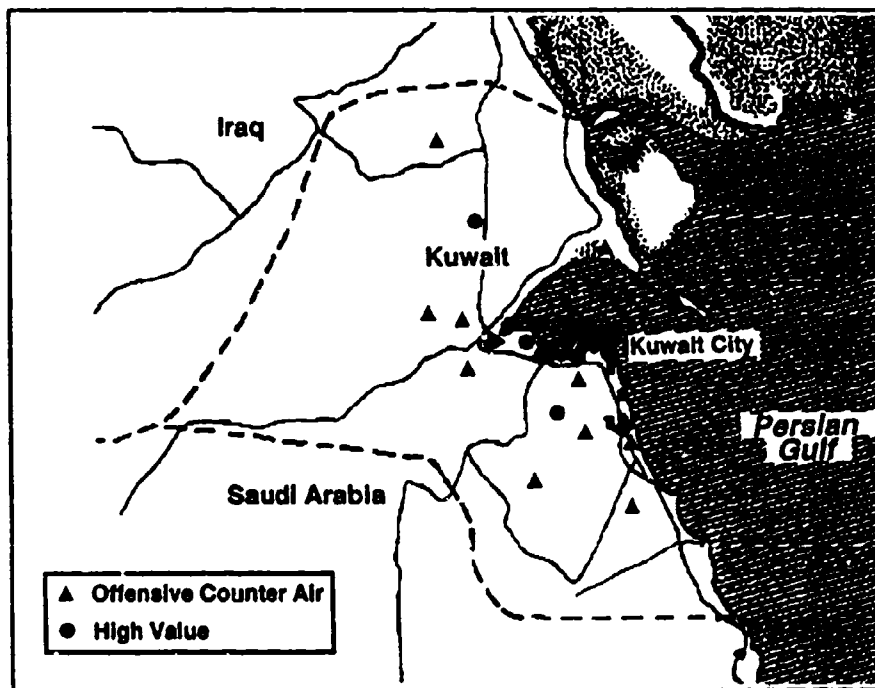 Iraq
Kuwait
Kuwait City
Persian
Gulf
Saudi Arabia
Offensive Counter Air
High Value